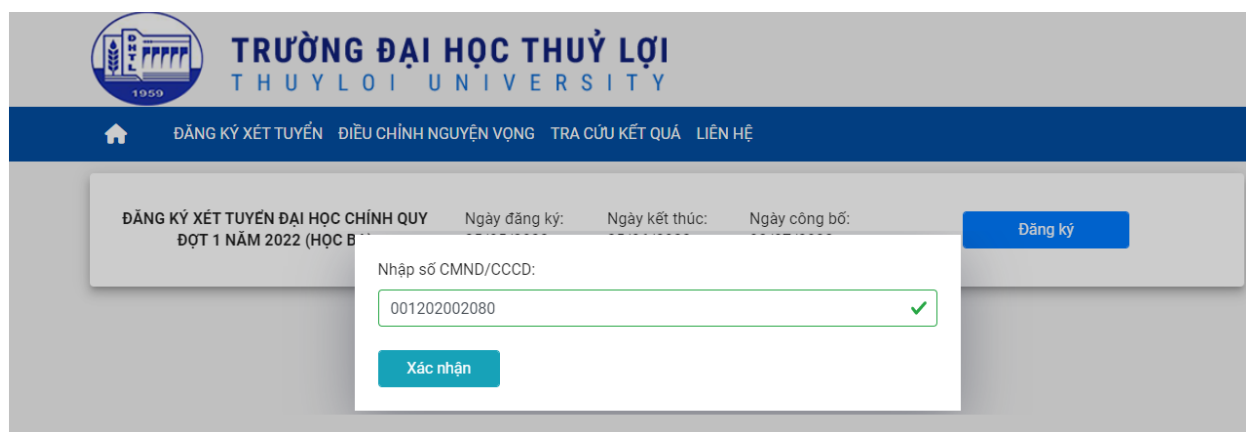 TRƯỜNG ĐẠI HỌC THUỶ LỢI
THUYLOI UNIVERSITY
ĐHTL
1959
ĐĂNG KÝ XÉT TUYỂN ĐIỀU CHỈNH NGUYỆN VỌNG TRA CỨU KẾT QUẢ LIÊN HỆ
ĐĂNG KÝ XÉT TUYỂN ĐẠI HỌC CHÍNH QUY
ĐỢT 1 NĂM 2022 (HỌC
Ngày đăng ký:
Ngày kết thúc:
Ngày công bố:
Đăng ký
Nhập số CMND/CCCD:
001202002080
Xác nhận